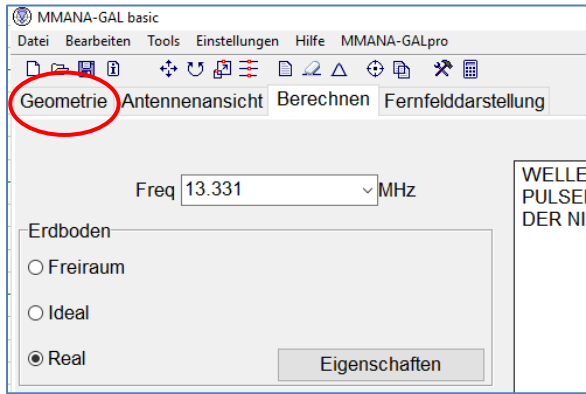 MMANA-GAL basic
Datei Bearbeiten Tools Einstellungen Hilfe MMANA-GALpro
Geometrie Antennenansicht Berechnen Fernfelddarstellung
Freq 13.331 MHz
WELLE
PULSE
DER NI
Erdboden
Freiraum
Ideal
Real
Eigenschaften